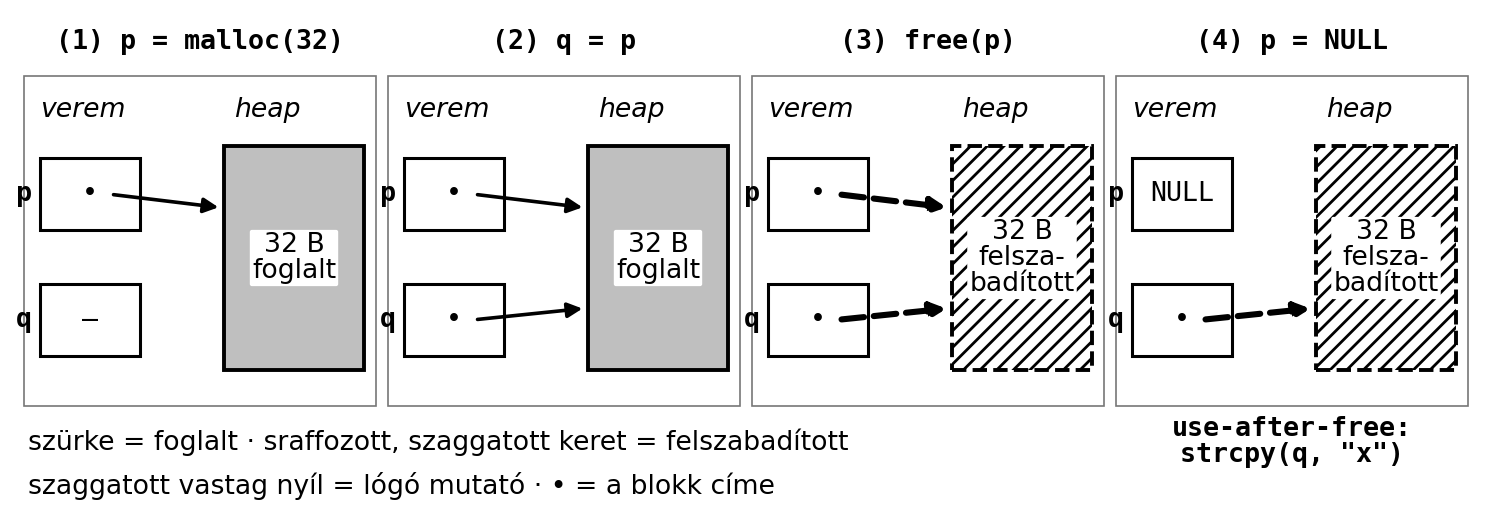 (1) p = malloc(32)
(2) q = p
(3) free(p)
(4) p = NULL
verem
heap
p
•
q
–
32 B
foglalt
verem
heap
p
•
q
•
32 B
foglalt
verem
heap
p
•
q
•
32 B
felsza-
badított
verem
heap
p
NULL
q
•
32 B
felsza-
badított
szürke = foglalt · sraffozott, szaggatott keret = felszabadított
szaggatott vastag nyíl = lógó mutató · • = a blokk címe
use-after-free:
strcpy(q, "x")